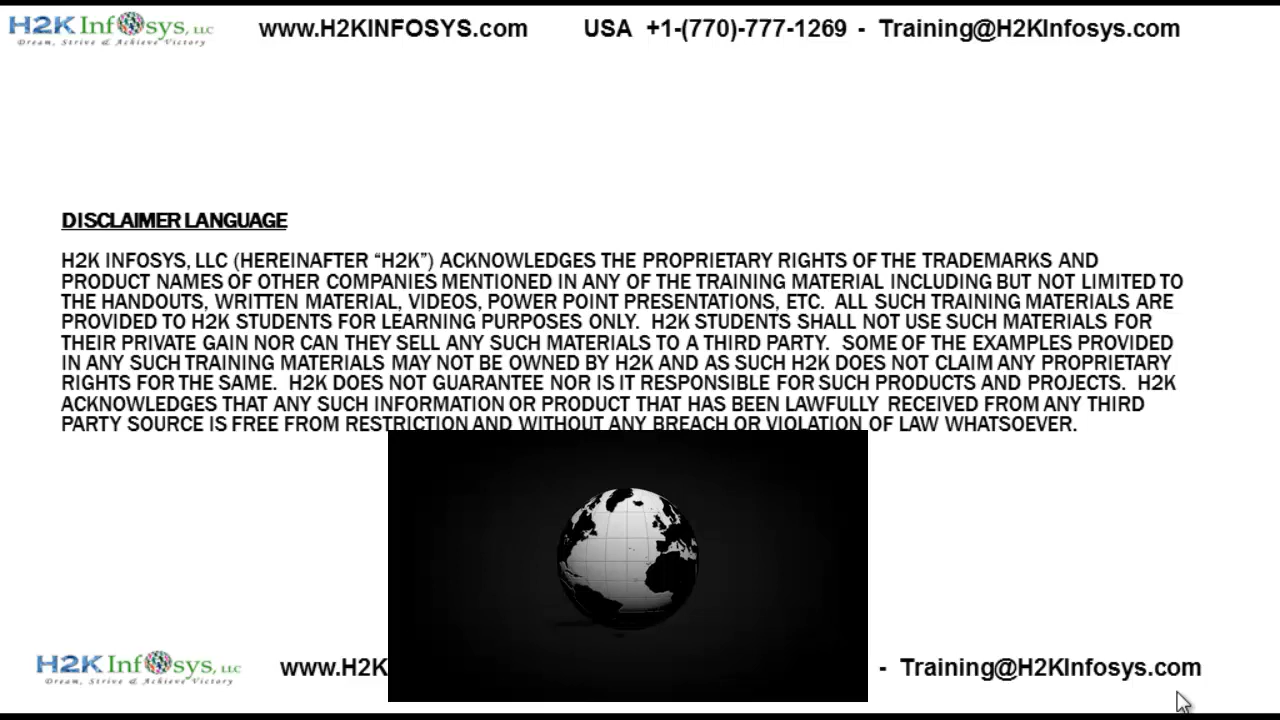 H2K Infosys, LLC www.H2KINFOSYS.com USA +1-(770)-777-1269 - Training@H2KInfosys.com
Dream, Strive & Achieve Victory
DISCLAIMER LANGUAGE
H2K INFOSYS, LLC (HEREINAFTER “H2K”) ACKNOWLEDGES THE PROPRIETARY RIGHTS OF THE TRADEMARKS AND
PRODUCT NAMES OF OTHER COMPANIES MENTIONED IN ANY OF THE TRAINING MATERIAL INCLUDING BUT NOT LIMITED TO
THE HANDOUTS, WRITTEN MATERIAL, VIDEOS, POWER POINT PRESENTATIONS, ETC. ALL SUCH TRAINING MATERIALS ARE
PROVIDED TO H2K STUDENTS FOR LEARNING PURPOSES ONLY. H2K STUDENTS SHALL NOT USE SUCH MATERIALS FOR
THEIR PRIVATE GAIN NOR CAN THEY SELL ANY SUCH MATERIALS TO A THIRD PARTY. SOME OF THE EXAMPLES PROVIDED
IN ANY SUCH TRAINING MATERIALS MAY NOT BE OWNED BY H2K AND AS SUCH H2K DOES NOT CLAIM ANY PROPRIETARY
RIGHTS FOR THE SAME. H2K DOES NOT GUARANTEE NOR IS IT RESPONSIBLE FOR SUCH PRODUCTS AND PROJECTS. H2K
ACKNOWLEDGES THAT ANY SUCH INFORMATION OR PRODUCT THAT HAS BEEN LAWFULLY RECEIVED FROM ANY THIRD
PARTY SOURCE IS FREE FROM RESTRICTION AND WITHOUT ANY BREACH OR VIOLATION OF LAW WHATSOEVER.
H2K Infosys, LLC www.H2K - Training@H2KInfosys.com
Dream, Strive & Achieve Victory